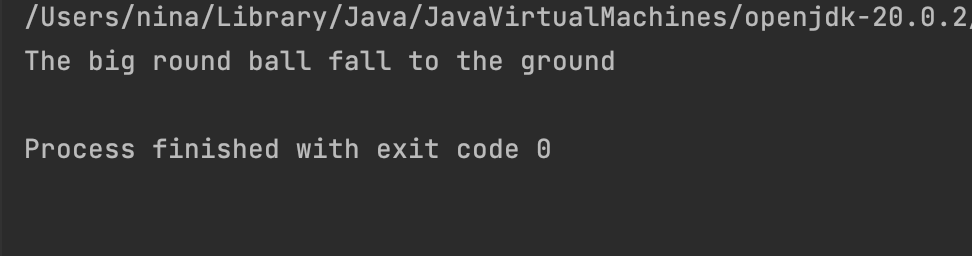 /Users/nina/Library/Java/JavaVirtualMachines/openjdk-20.0.2/
The big round ball fall to the ground
Process finished with exit code 0